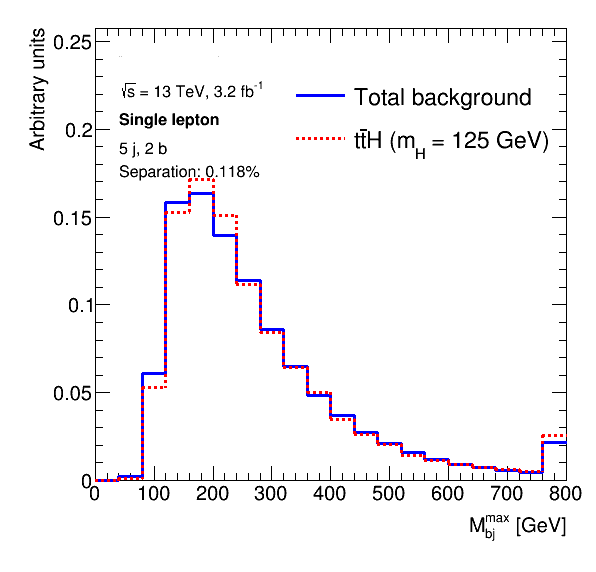 Arbitrary units
0.25
0.2
0.15
0.1
0.05
0
√s = 13 TeV, 3.2 fb⁻¹
Single lepton
5 j, 2 b
Separation: 0.118%
Total background
tt̄H (m_H = 125 GeV)
0 100 200 300 400 500 600 700 800
M_bj^max [GeV]